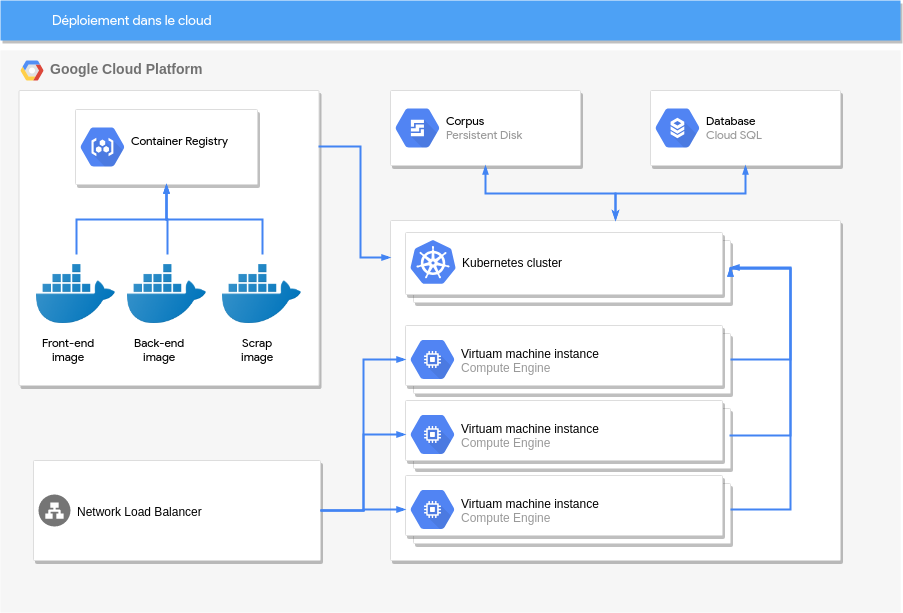 Déploiement dans le cloud
Google Cloud Platform
Container Registry
Front-end
image
Back-end
image
Scrap
image
Corpus
Persistent Disk
Database
Cloud SQL
Kubernetes cluster
Virtuam machine instance
Compute Engine
Virtuam machine instance
Compute Engine
Virtuam machine instance
Compute Engine
Network Load Balancer